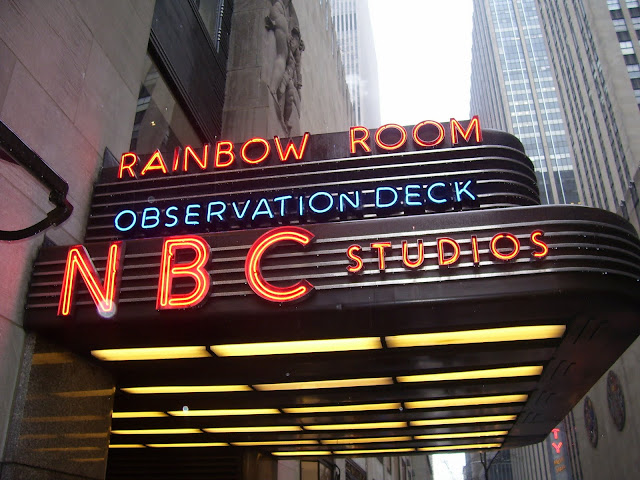 RAINBOW ROOM
OBSERVATION DECK
NBC STUDIOS